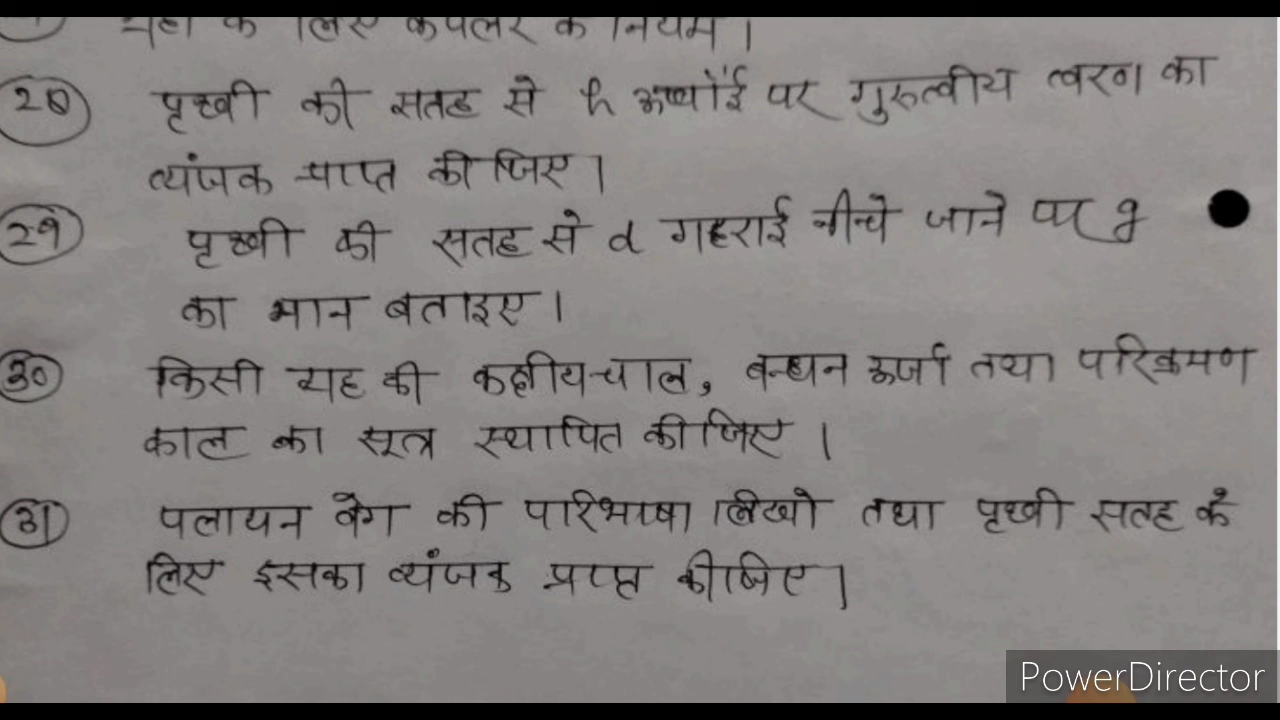 ग्रहों के लिए केपलर के नियम।
28 पृथ्वी की सतह से h ऊँचाई पर गुरुत्वीय त्वरण का
व्यंजक प्राप्त कीजिए।
29 पृथ्वी की सतह से d गहराई नीचे जाने पर g
का मान बताइए।
30 किसी ग्रह की कक्षीय चाल, बन्धन ऊर्जा तथा परिक्रमण
काल का सूत्र स्थापित कीजिए।
31 पलायन वेग की परिभाषा लिखो तथा पृथ्वी सतह के
लिए इसका व्यंजक प्राप्त कीजिए।
PowerDirector